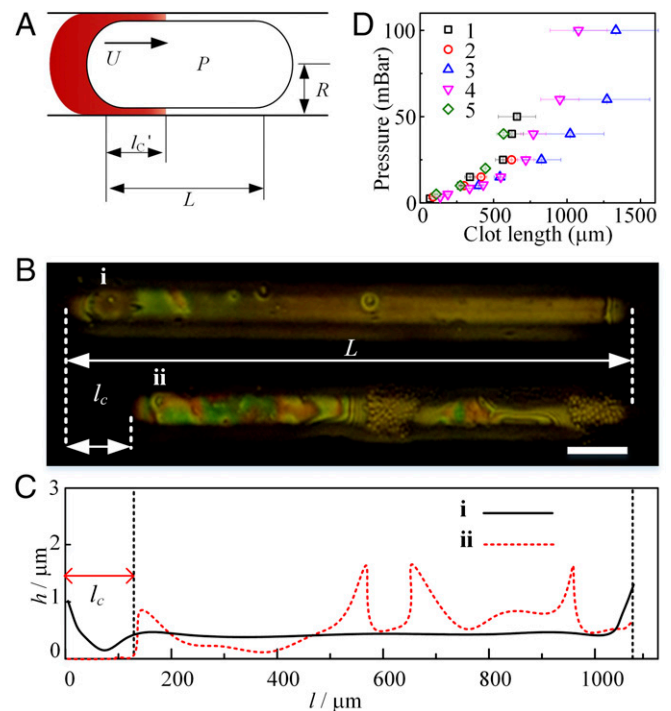 A
U
P
R
l_C'
L
D
Pressure (mBar)
100
50
0
0
500
1000
1500
Clot length (μm)
1
2
3
4
5
B
i
L
l_c
ii
C
h / μm
3
2
1
0
i
ii
l_c
0
200
400
600
800
1000
l / μm